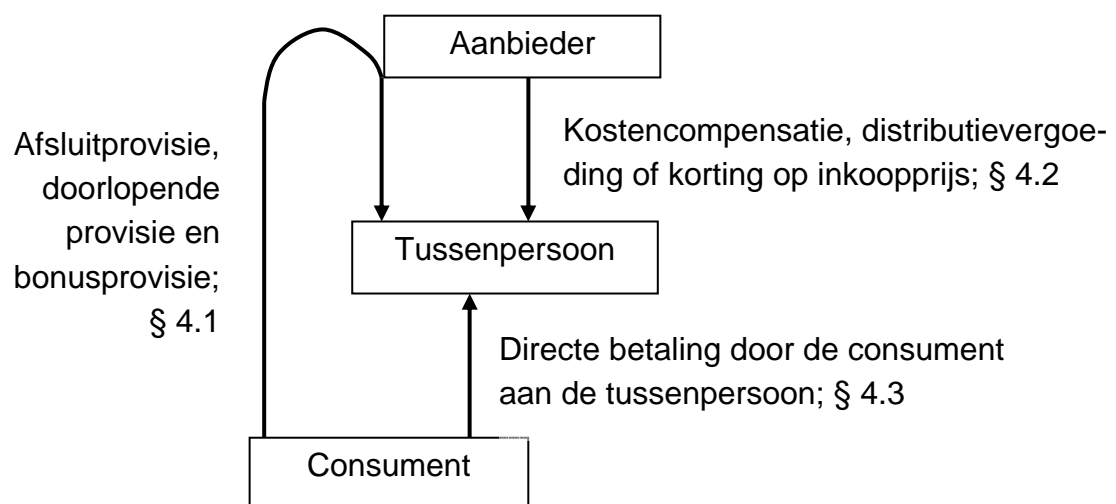 Aanbieder
Afsluitprovisie,
doorlopende
provisie en
bonusprovisie;
§ 4.1
Kostencompensatie, distributievergoe-
ding of korting op inkoopprijs; § 4.2
Tussenpersoon
Directe betaling door de consument
aan de tussenpersoon; § 4.3
Consument